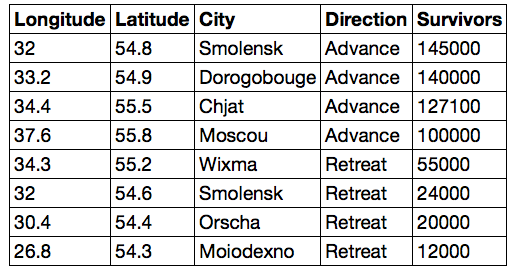 Longitude Latitude City Direction Survivors
32 54.8 Smolensk Advance 145000
33.2 54.9 Dorogobouge Advance 140000
34.4 55.5 Chjat Advance 127100
37.6 55.8 Moscou Advance 100000
34.3 55.2 Wixma Retreat 55000
32 54.6 Smolensk Retreat 24000
30.4 54.4 Orscha Retreat 20000
26.8 54.3 Moiodexno Retreat 12000